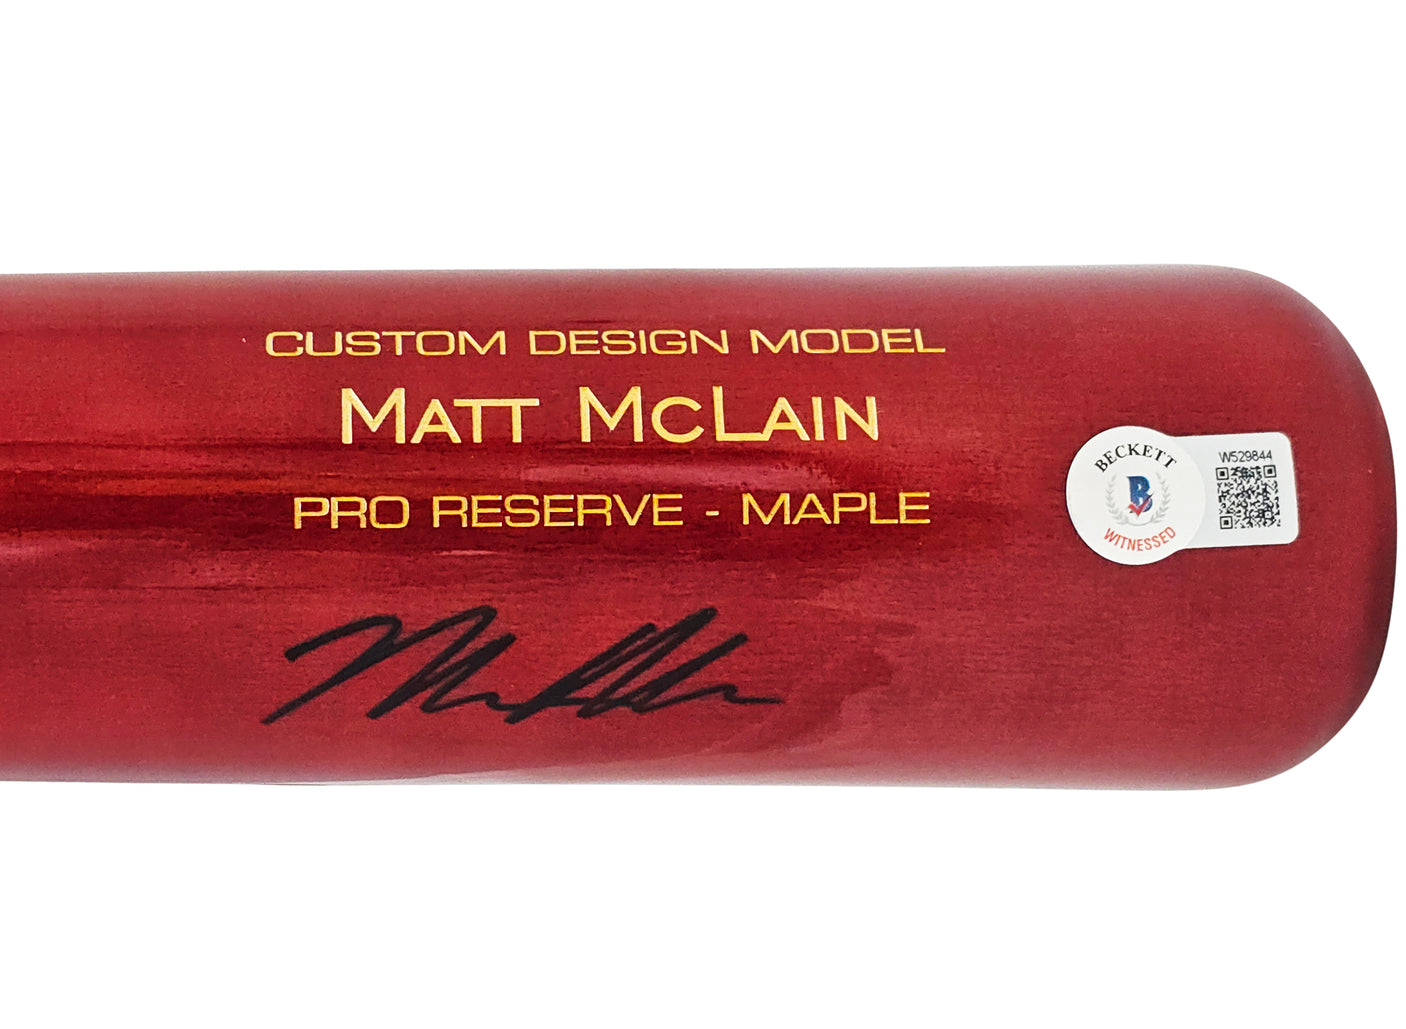 CUSTOM DESIGN MODEL
MATT MCLAIN
PRO RESERVE - MAPLE
BECKETT
B
WITNESSED
W529844